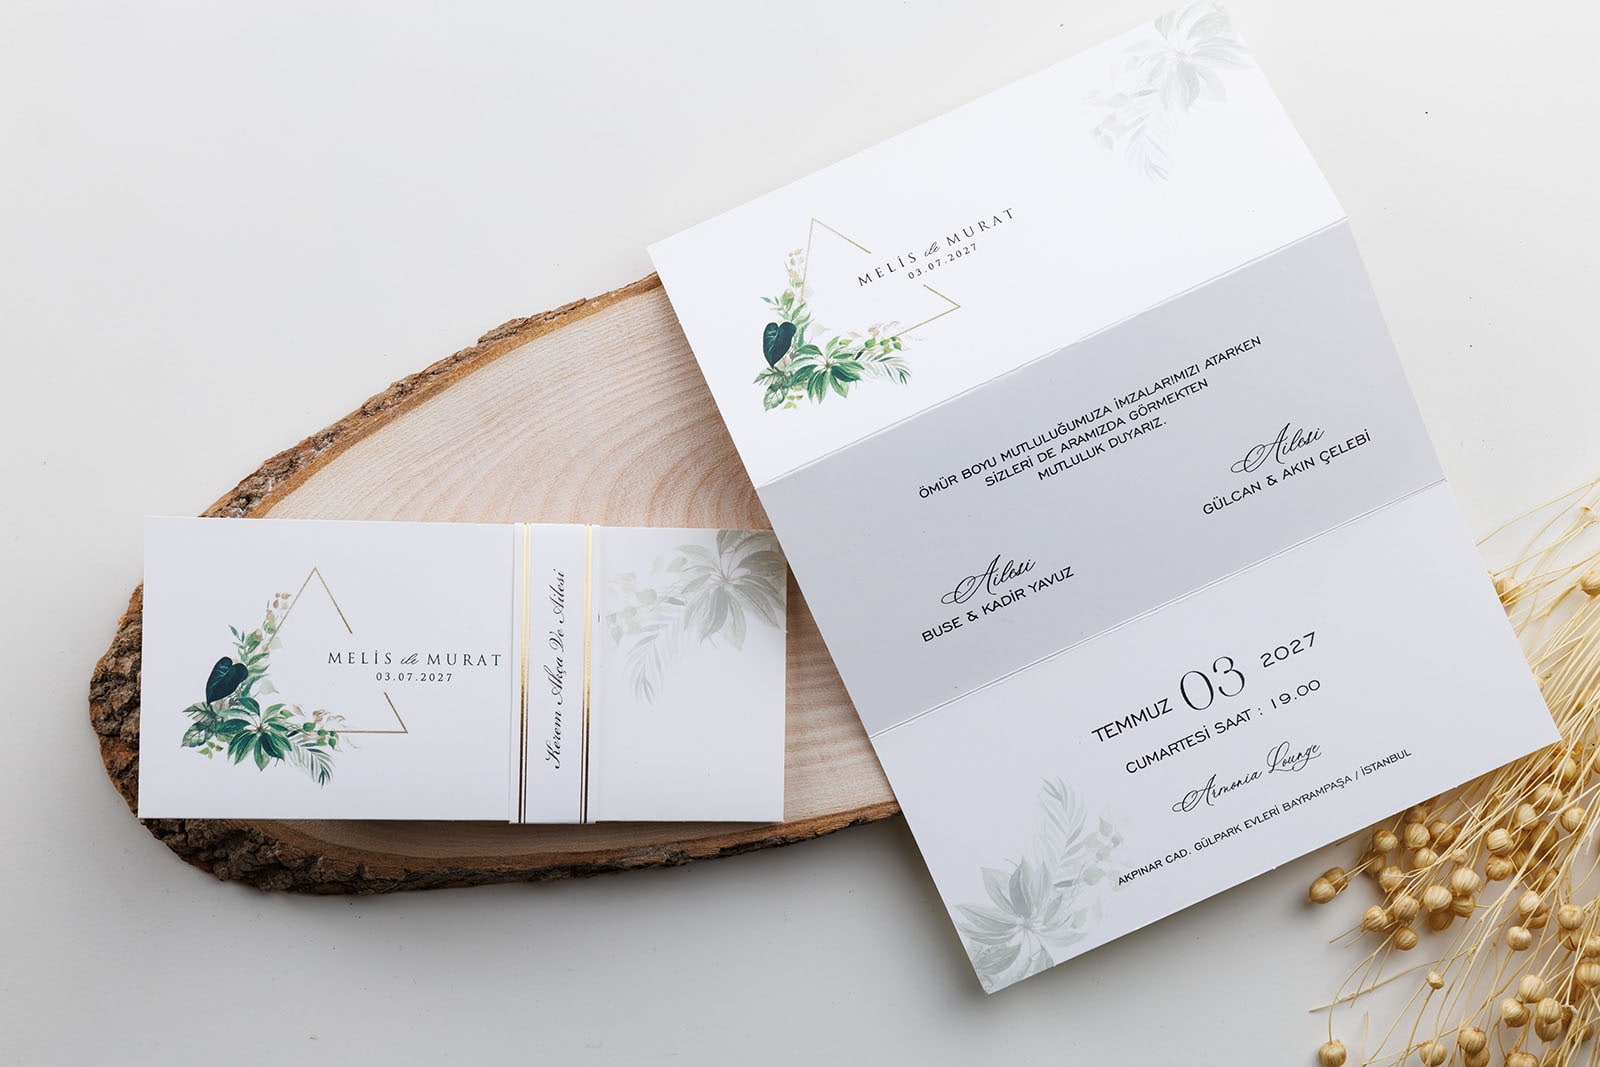 MELİS ile MURAT
03.07.2027
Kerem Akça Ve Ailesi
MELİS ile MURAT
03.07.2027
ÖMÜR BOYU MUTLULUĞUMUZA İMZALARIMIZI ATARKEN
SİZLERİ DE ARAMIZDA GÖRMEKTEN
MUTLULUK DUYARIZ.
Ailesi
BUSE & KADİR YAVUZ
Ailesi
GÜLCAN & AKIN ÇELEBİ
TEMMUZ 03 2027
CUMARTESİ SAAT : 19.00
Armonia Lounge
AKPINAR CAD. GÜLPARK EVLERİ BAYRAMPAŞA / İSTANBUL